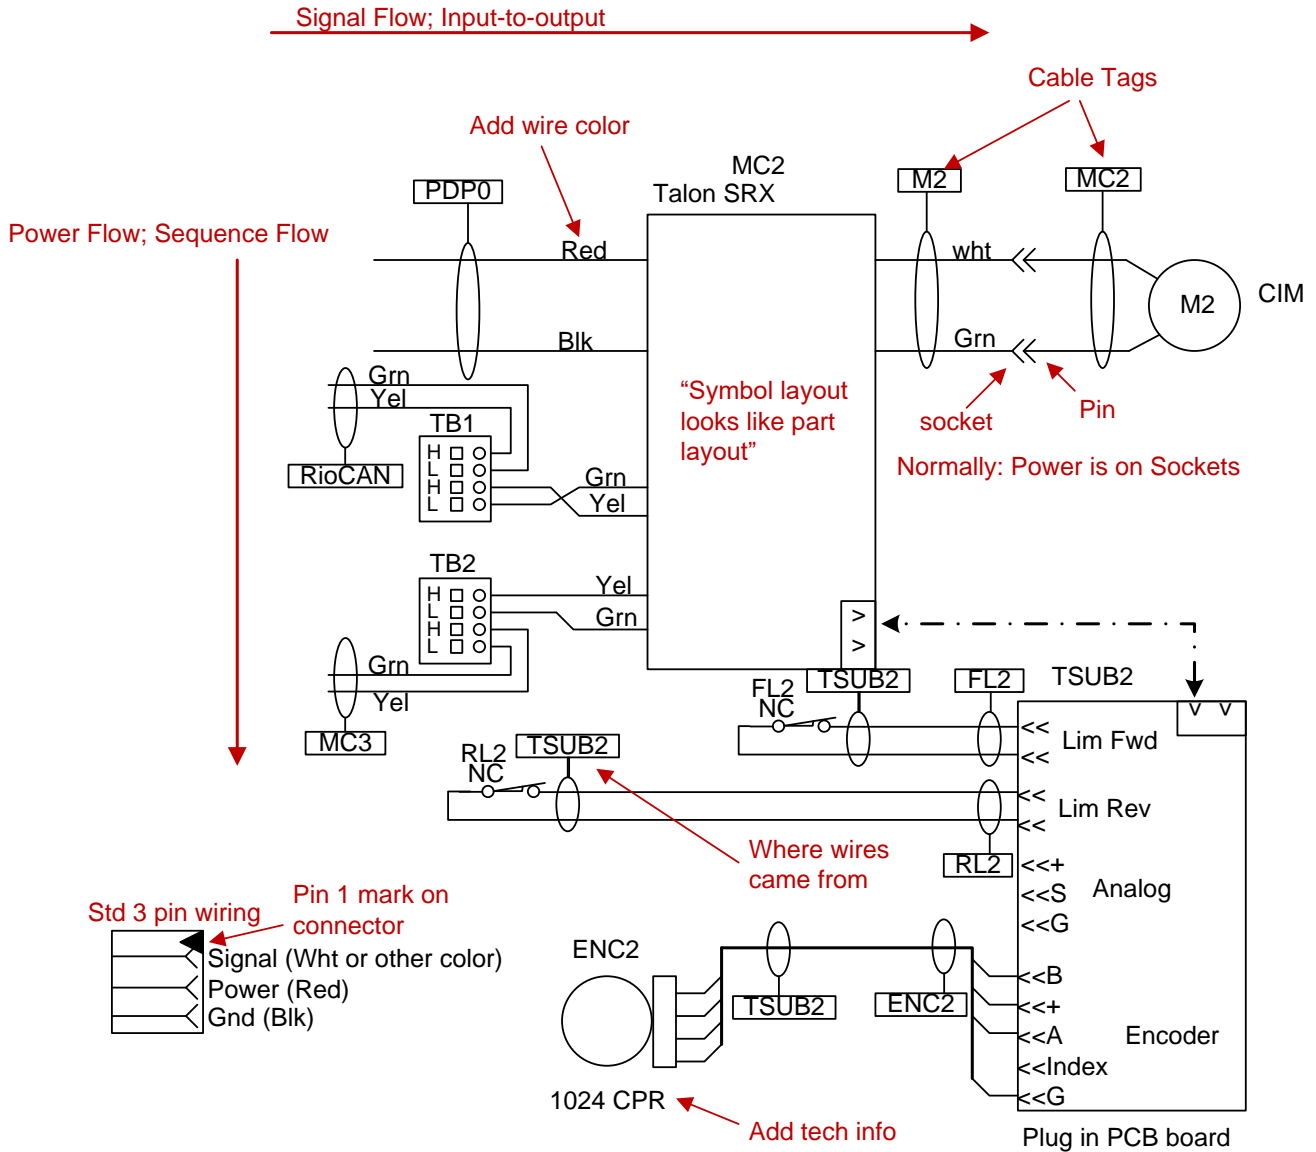 Signal Flow; Input-to-output
Cable Tags
Add wire color
MC2
Talon SRX
PDP0
M2
MC2
Power Flow; Sequence Flow
Red
wht
M2
CIM
Blk
Grn
Grn
Yel
"Symbol layout
looks like part
layout"
socket
Pin
TB1
H
L
H
L
RioCAN
Grn
Yel
Normally: Power is on Sockets
TB2
H
L
H
L
Yel
Grn
> 
>
Grn
Yel
MC3
FL2
NC
TSUB2
FL2
TSUB2
V V
<<
<<
Lim Fwd
RL2
NC
TSUB2
<<
<<
Lim Rev
RL2
Where wires
came from
<<+
<<S
<<G
Analog
Std 3 pin wiring
Pin 1 mark on
connector
Signal (Wht or other color)
Power (Red)
Gnd (Blk)
ENC2
TSUB2
ENC2
<<B
<<+
<<A
<<Index
<<G
Encoder
1024 CPR
Add tech info
Plug in PCB board